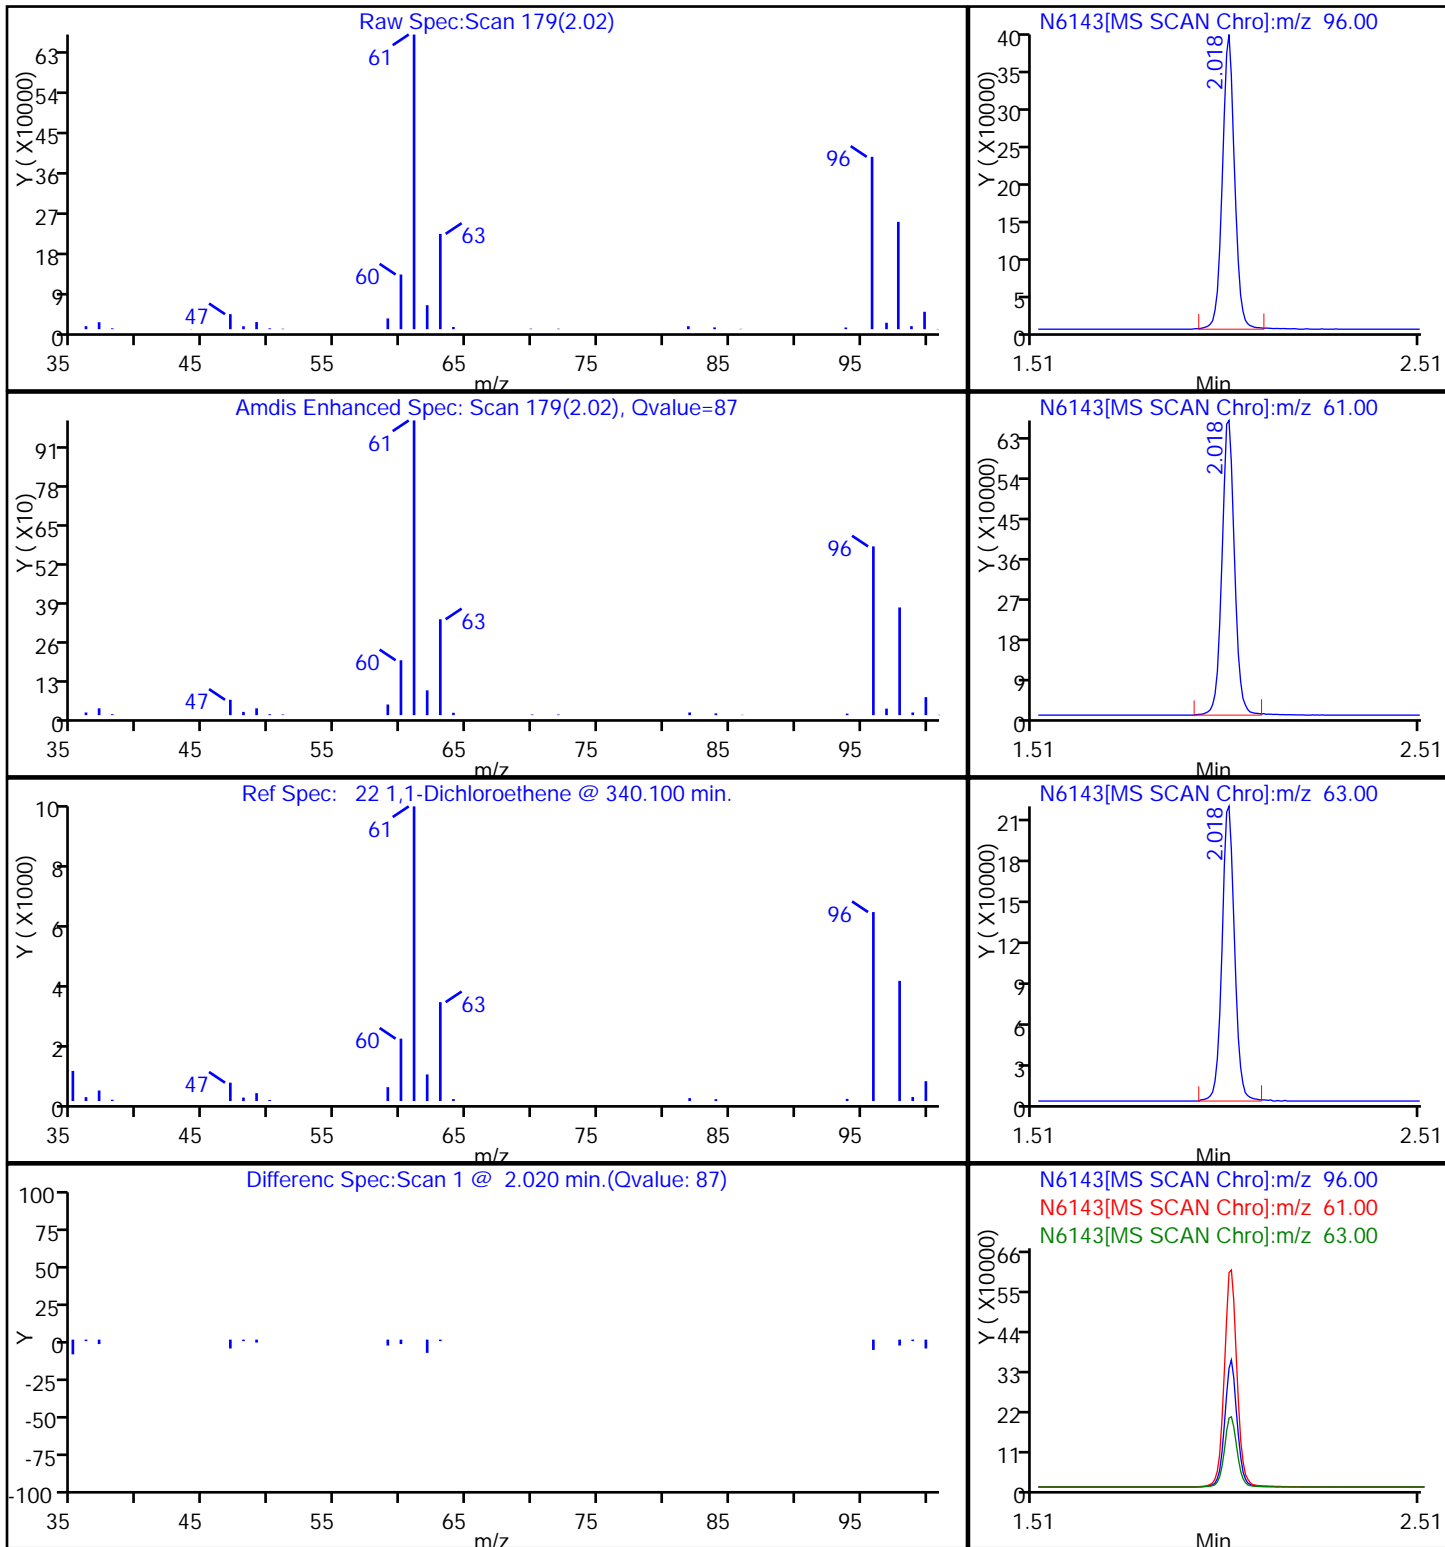 Raw Spec:Scan 179(2.02)
Y ( X10000)
63
54
45
36
27
18
9
0
61
96
63
60
47
35 45 55 65 75 85 95
m/z
N6143[MS SCAN Chro]:m/z 96.00
Y ( X10000)
40
35
30
25
20
15
10
5
0
2.018
1.51 2.51
Min
Amdis Enhanced Spec: Scan 179(2.02), Qvalue=87
Y ( X10)
91
78
65
52
39
26
13
0
61
96
63
60
47
35 45 55 65 75 85 95
m/z
N6143[MS SCAN Chro]:m/z 61.00
Y ( X10000)
63
54
45
36
27
18
9
0
2.018
1.51 2.51
Min
Ref Spec: 22 1,1-Dichloroethene @ 340.100 min.
Y ( X1000)
10
8
6
4
2
0
61
96
63
60
47
35 45 55 65 75 85 95
m/z
N6143[MS SCAN Chro]:m/z 63.00
Y ( X10000)
21
18
15
12
9
6
3
0
2.018
1.51 2.51
Min
Differenc Spec:Scan 1 @ 2.020 min.(Qvalue: 87)
Y
100
75
50
25
0
-25
-50
-75
-100
35 45 55 65 75 85 95
m/z
N6143[MS SCAN Chro]:m/z 96.00
N6143[MS SCAN Chro]:m/z 61.00
N6143[MS SCAN Chro]:m/z 63.00
Y ( X10000)
66
55
44
33
22
11
0
1.51 2.51
Min